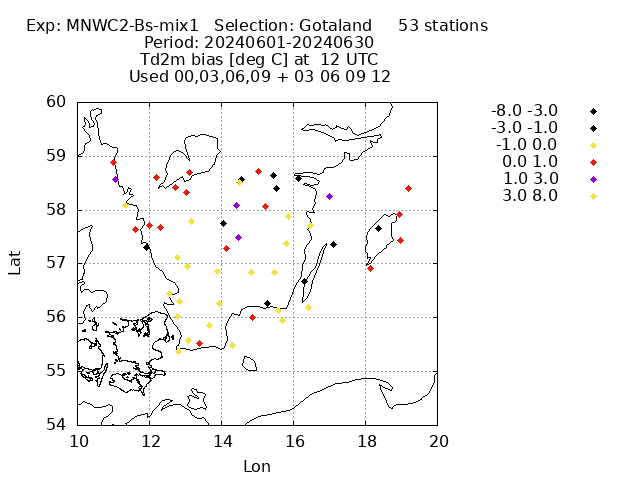 Exp: MNWC2-Bs-mix1 Selection: Gotaland 53 stations
Period: 20240601-20240630
Td2m bias [deg C] at 12 UTC
Used 00,03,06,09 + 03 06 09 12
-8.0 -3.0
-3.0 -1.0
-1.0 0.0
0.0 1.0
1.0 3.0
3.0 8.0
60
59
58
57
56
55
54
Lat
10 12 14 16 18 20
Lon